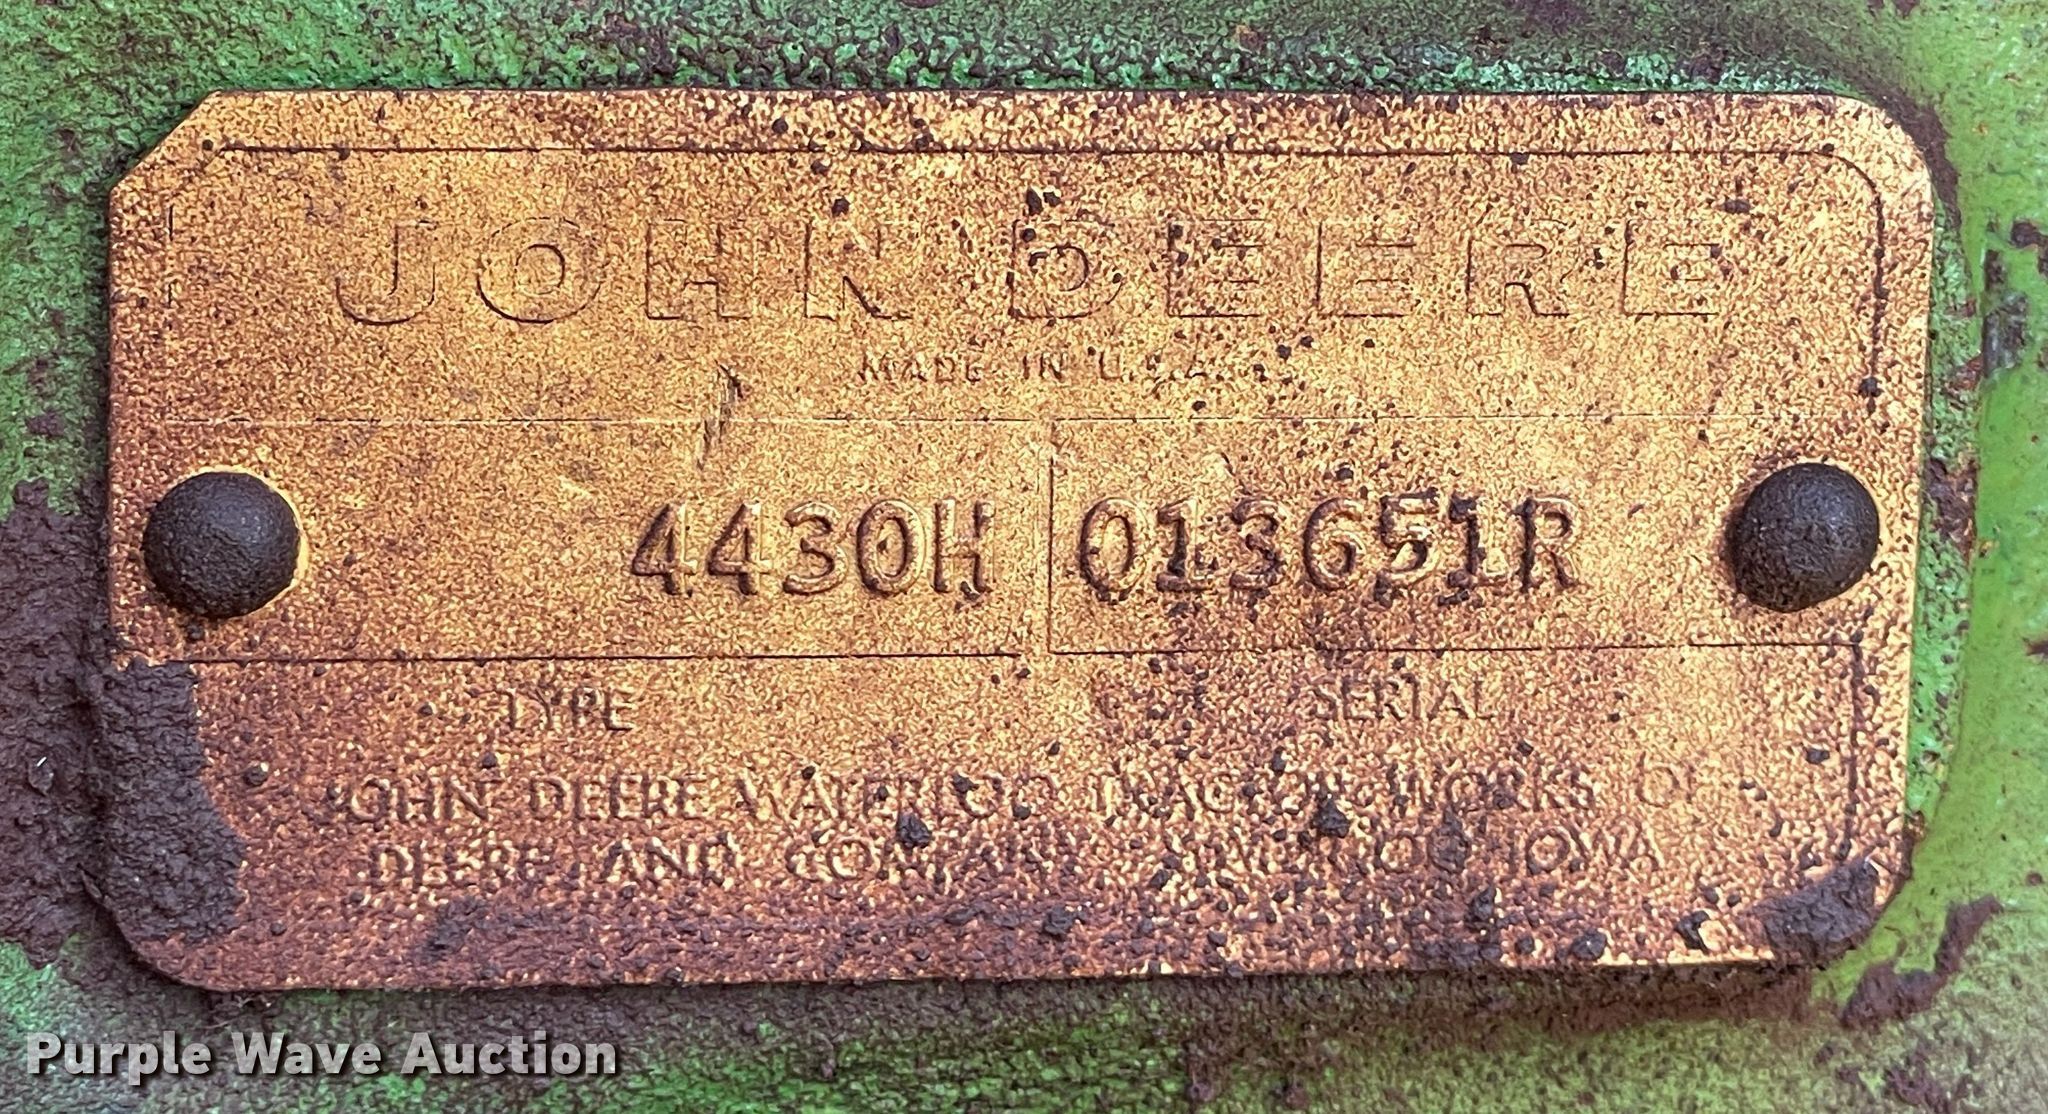 JOHN DEERE
MADE IN U.S.A.
4430H 013651R
TYPE SERIAL
JOHN DEERE WATERLOO TRACTOR WORKS OF
DEERE AND COMPANY WATERLOO IOWA
Purple Wave Auction